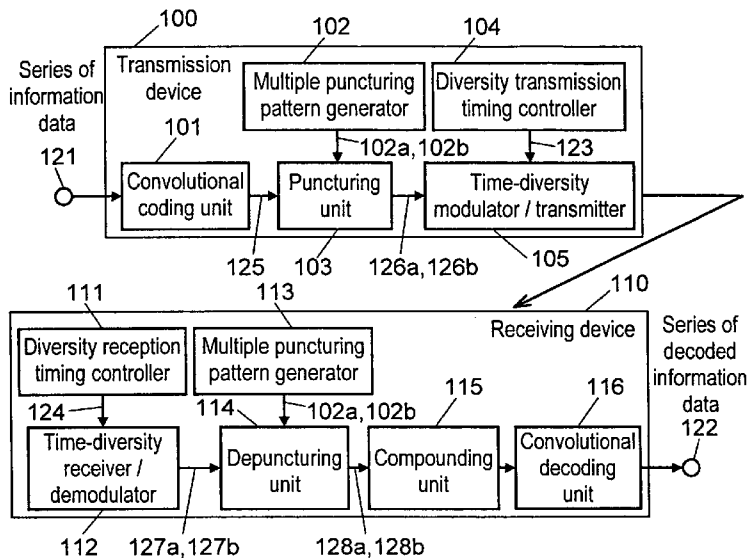 100
102
104
Series of
information
data
Transmission
device
Multiple puncturing
pattern generator
Diversity transmission
timing controller
101
102a, 102b
123
121
Convolutional
coding unit
Puncturing
unit
Time-diversity
modulator / transmitter
125
103
126a, 126b
105
110
111
113
Receiving device
Series of
decoded
information
data
Diversity reception
timing controller
Multiple puncturing
pattern generator
124
114
102a, 102b
115
116
122
Time-diversity
receiver /
demodulator
Depuncturing
unit
Compounding
unit
Convolutional
decoding
unit
112
127a, 127b
128a, 128b